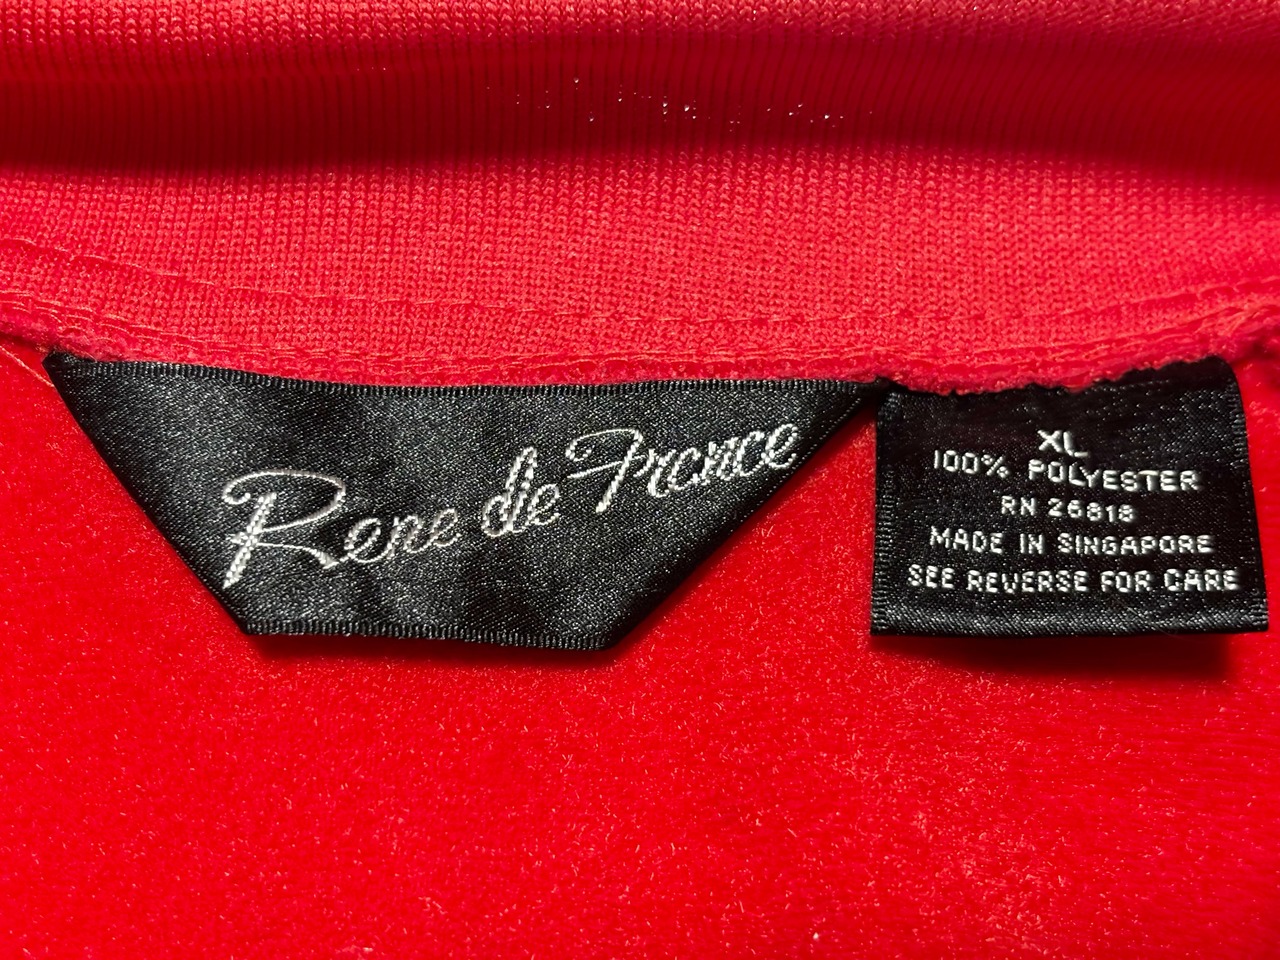 Rene de France
XL
100% POLYESTER
RN 26818
MADE IN SINGAPORE
SEE REVERSE FOR CARE